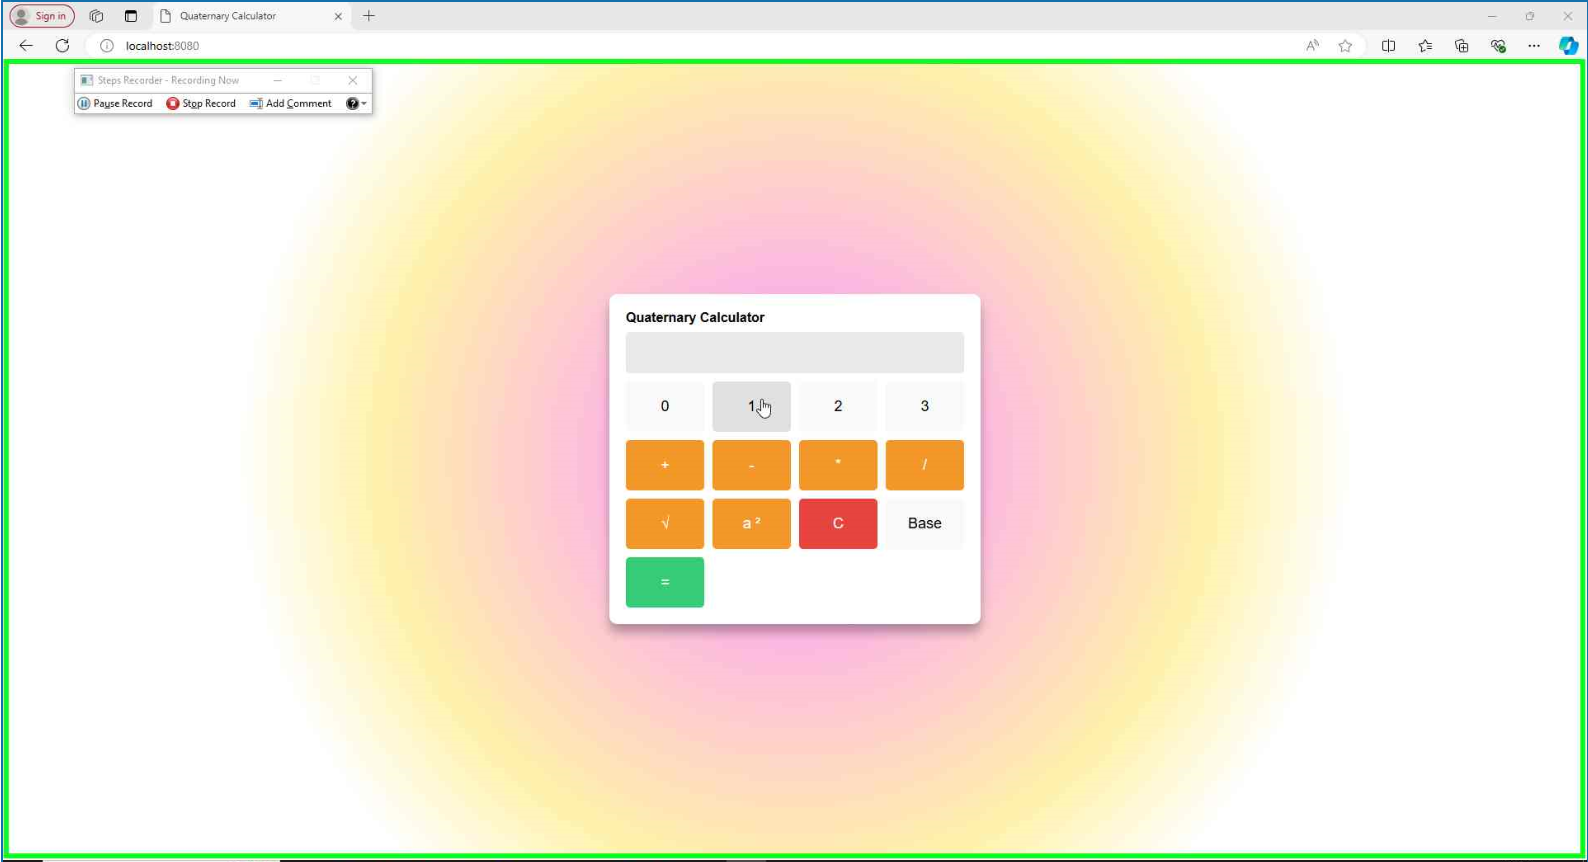 Sign in
Quaternary Calculator
localhost:8080
Steps Recorder - Recording Now
Pause Record Stop Record Add Comment
Quaternary Calculator
0 1 2 3
+ - * /
√ a ² C Base
=